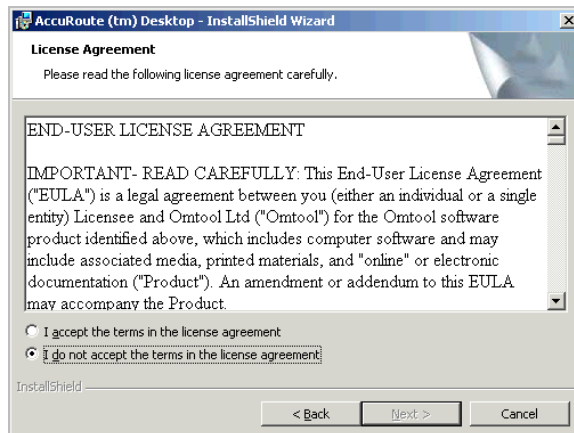 AccuRoute (tm) Desktop - InstallShield Wizard
License Agreement
Please read the following license agreement carefully.
END-USER LICENSE AGREEMENT
IMPORTANT- READ CAREFULLY: This End-User License Agreement
("EULA") is a legal agreement between you (either an individual or a single
entity) Licensee and Omtool Ltd ("Omtool") for the Omtool software
product identified above, which includes computer software and may
include associated media, printed materials, and "online" or electronic
documentation ("Product"). An amendment or addendum to this EULA
may accompany the Product.
I accept the terms in the license agreement
I do not accept the terms in the license agreement
InstallShield
< Back
Next >
Cancel